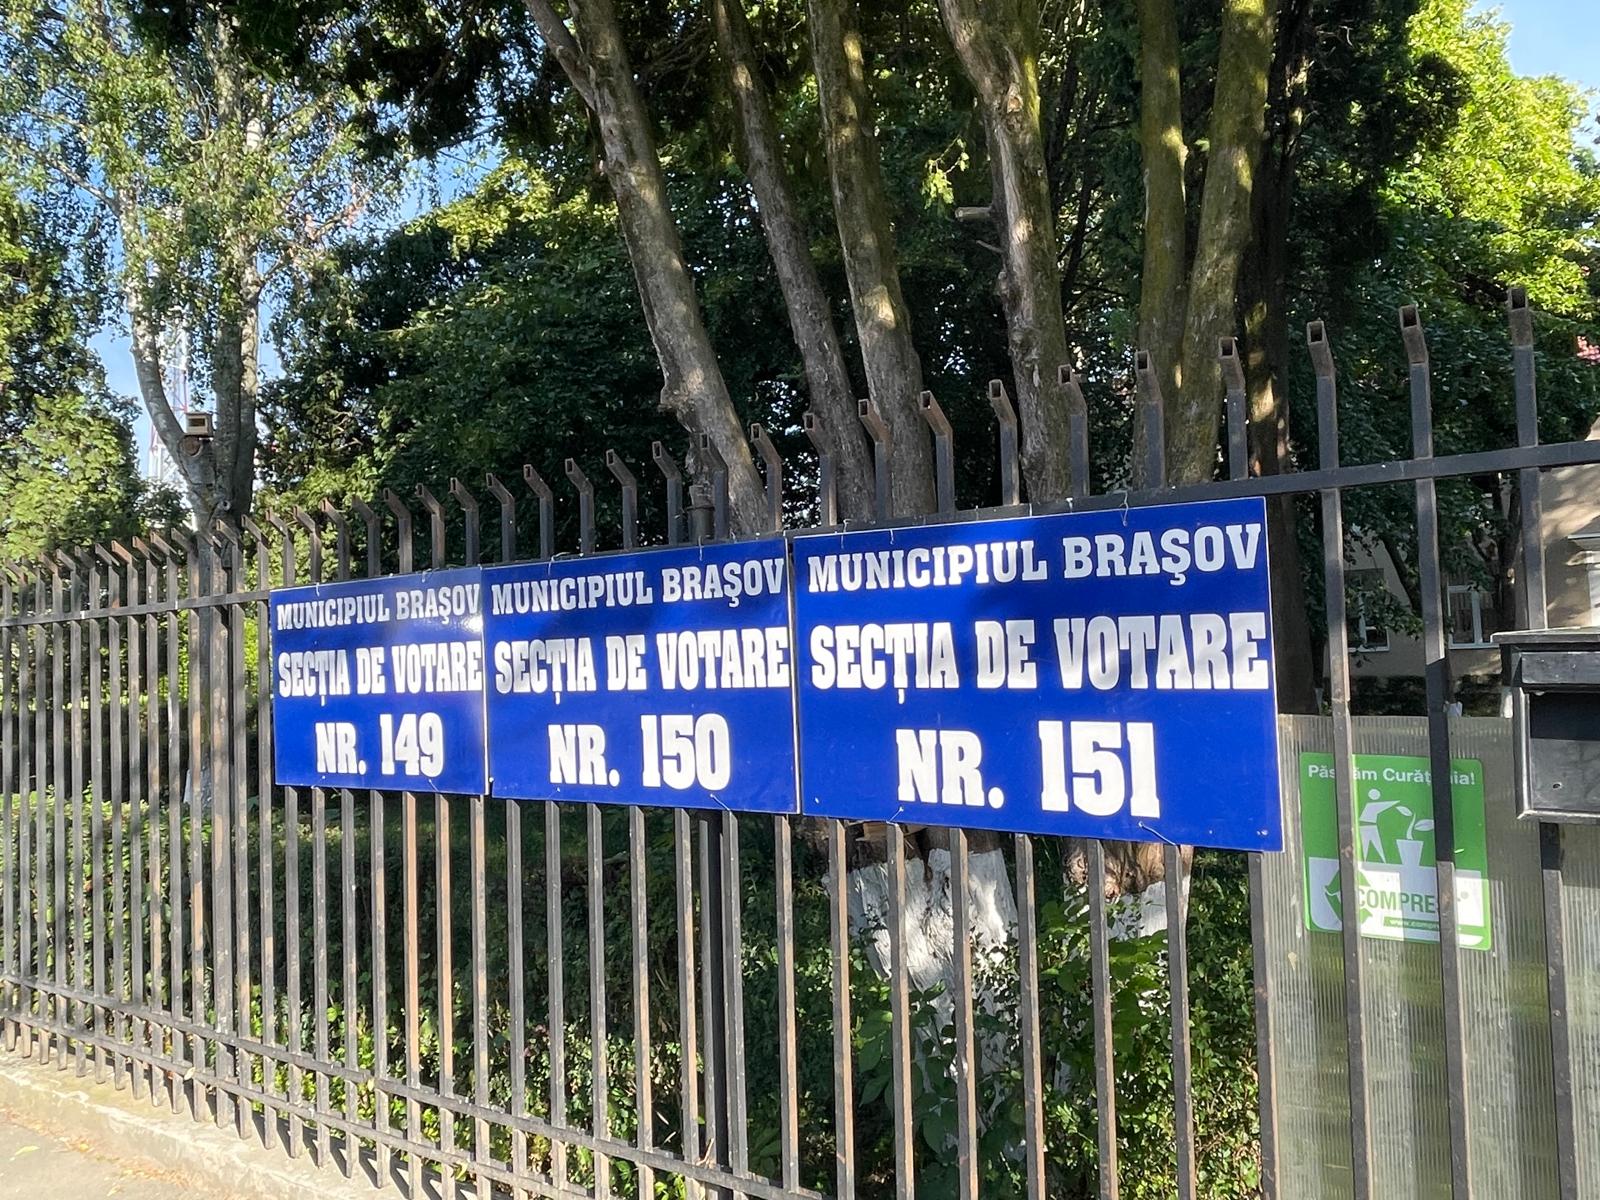 MUNICIPIUL BRAŞOV
SECȚIA DE VOTARE
NR. 149
MUNICIPIUL BRAŞOV
SECȚIA DE VOTARE
NR. 150
MUNICIPIUL BRAŞOV
SECȚIA DE VOTARE
NR. 151